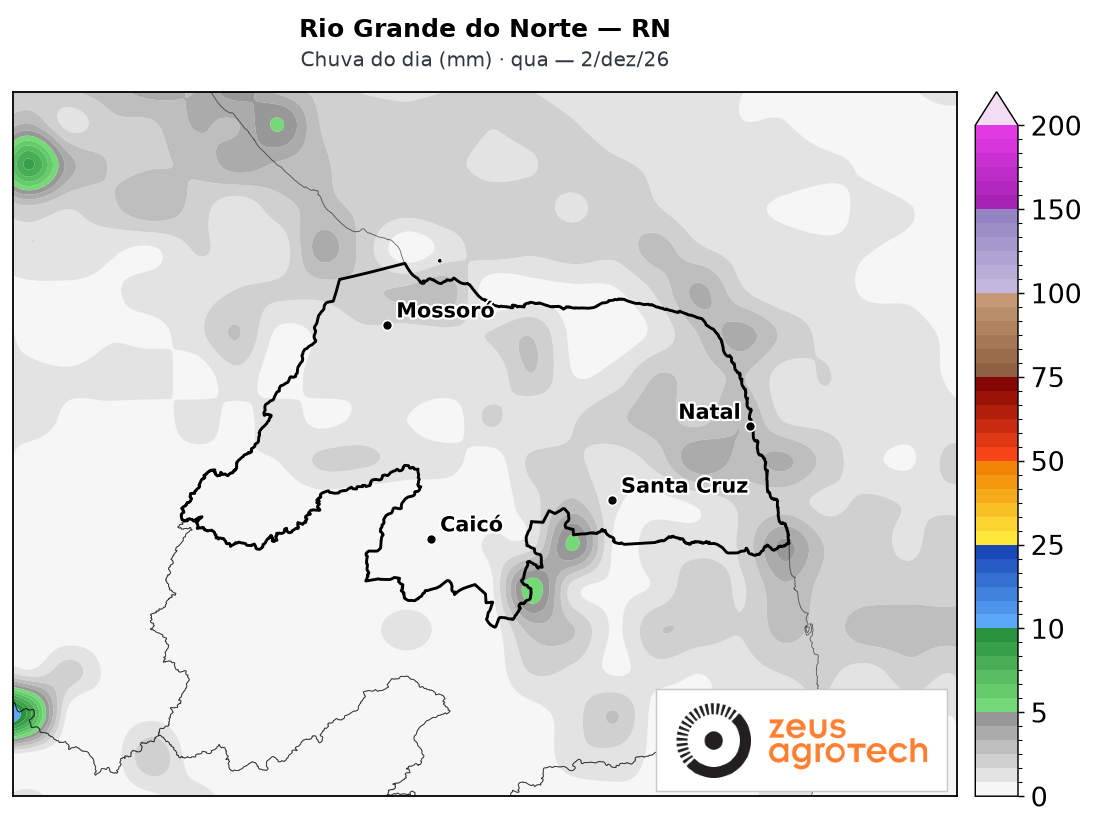 Rio Grande do Norte — RN
Chuva do dia (mm) · qua — 2/dez/26
200
150
100
75
50
25
10
5
0
Mossoró
Natal
Santa Cruz
Caicó
zeus
agrotech